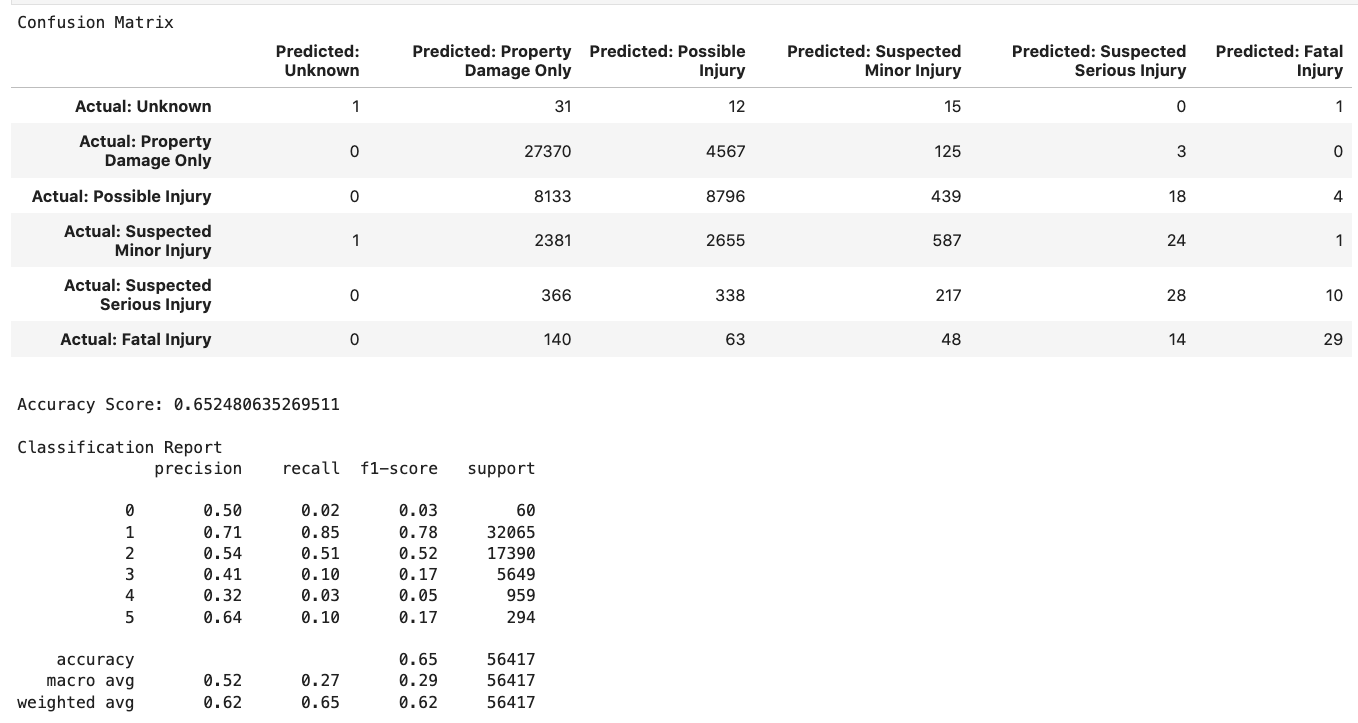 Confusion Matrix
Predicted: Unknown Predicted: Property Damage Only Predicted: Possible Injury Predicted: Suspected Minor Injury Predicted: Suspected Serious Injury Predicted: Fatal Injury
Actual: Unknown 1 31 12 15 0 1
Actual: Property Damage Only 0 27370 4567 125 3 0
Actual: Possible Injury 0 8133 8796 439 18 4
Actual: Suspected Minor Injury 1 2381 2655 587 24 1
Actual: Suspected Serious Injury 0 366 338 217 28 10
Actual: Fatal Injury 0 140 63 48 14 29
Accuracy Score: 0.652480635269511
Classification Report
precision recall f1-score support
0 0.50 0.02 0.03 60
1 0.71 0.85 0.78 32065
2 0.54 0.51 0.52 17390
3 0.41 0.10 0.17 5649
4 0.32 0.03 0.05 959
5 0.64 0.10 0.17 294
accuracy 0.65 56417
macro avg 0.52 0.27 0.29 56417
weighted avg 0.62 0.65 0.62 56417